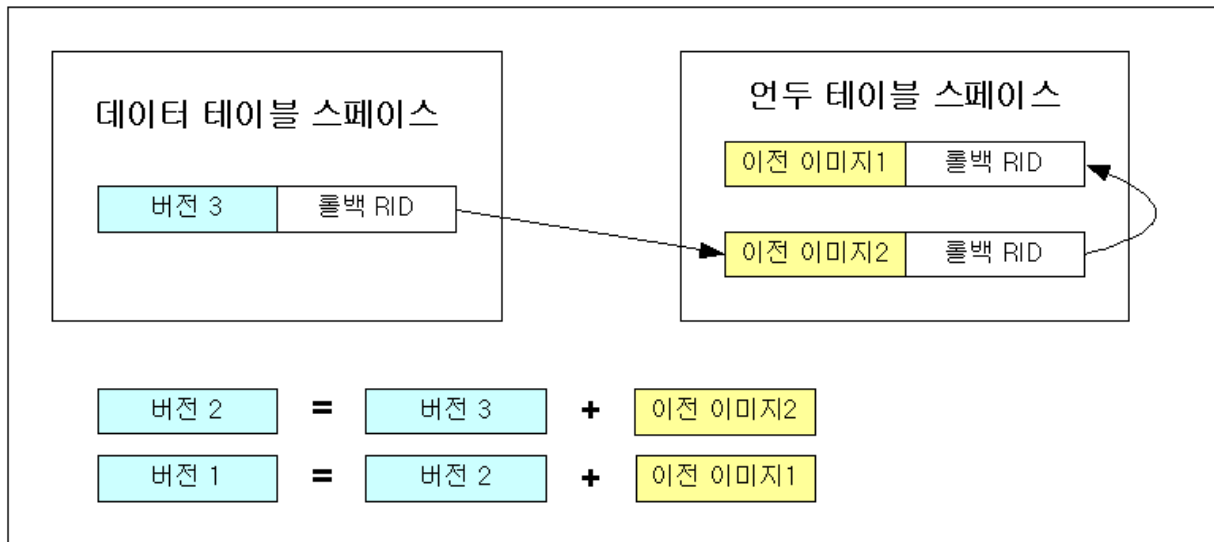 데이터 테이블 스페이스
버전 3 롤백 RID
언두 테이블 스페이스
이전 이미지1 롤백 RID
이전 이미지2 롤백 RID
버전 2 = 버전 3 + 이전 이미지2
버전 1 = 버전 2 + 이전 이미지1